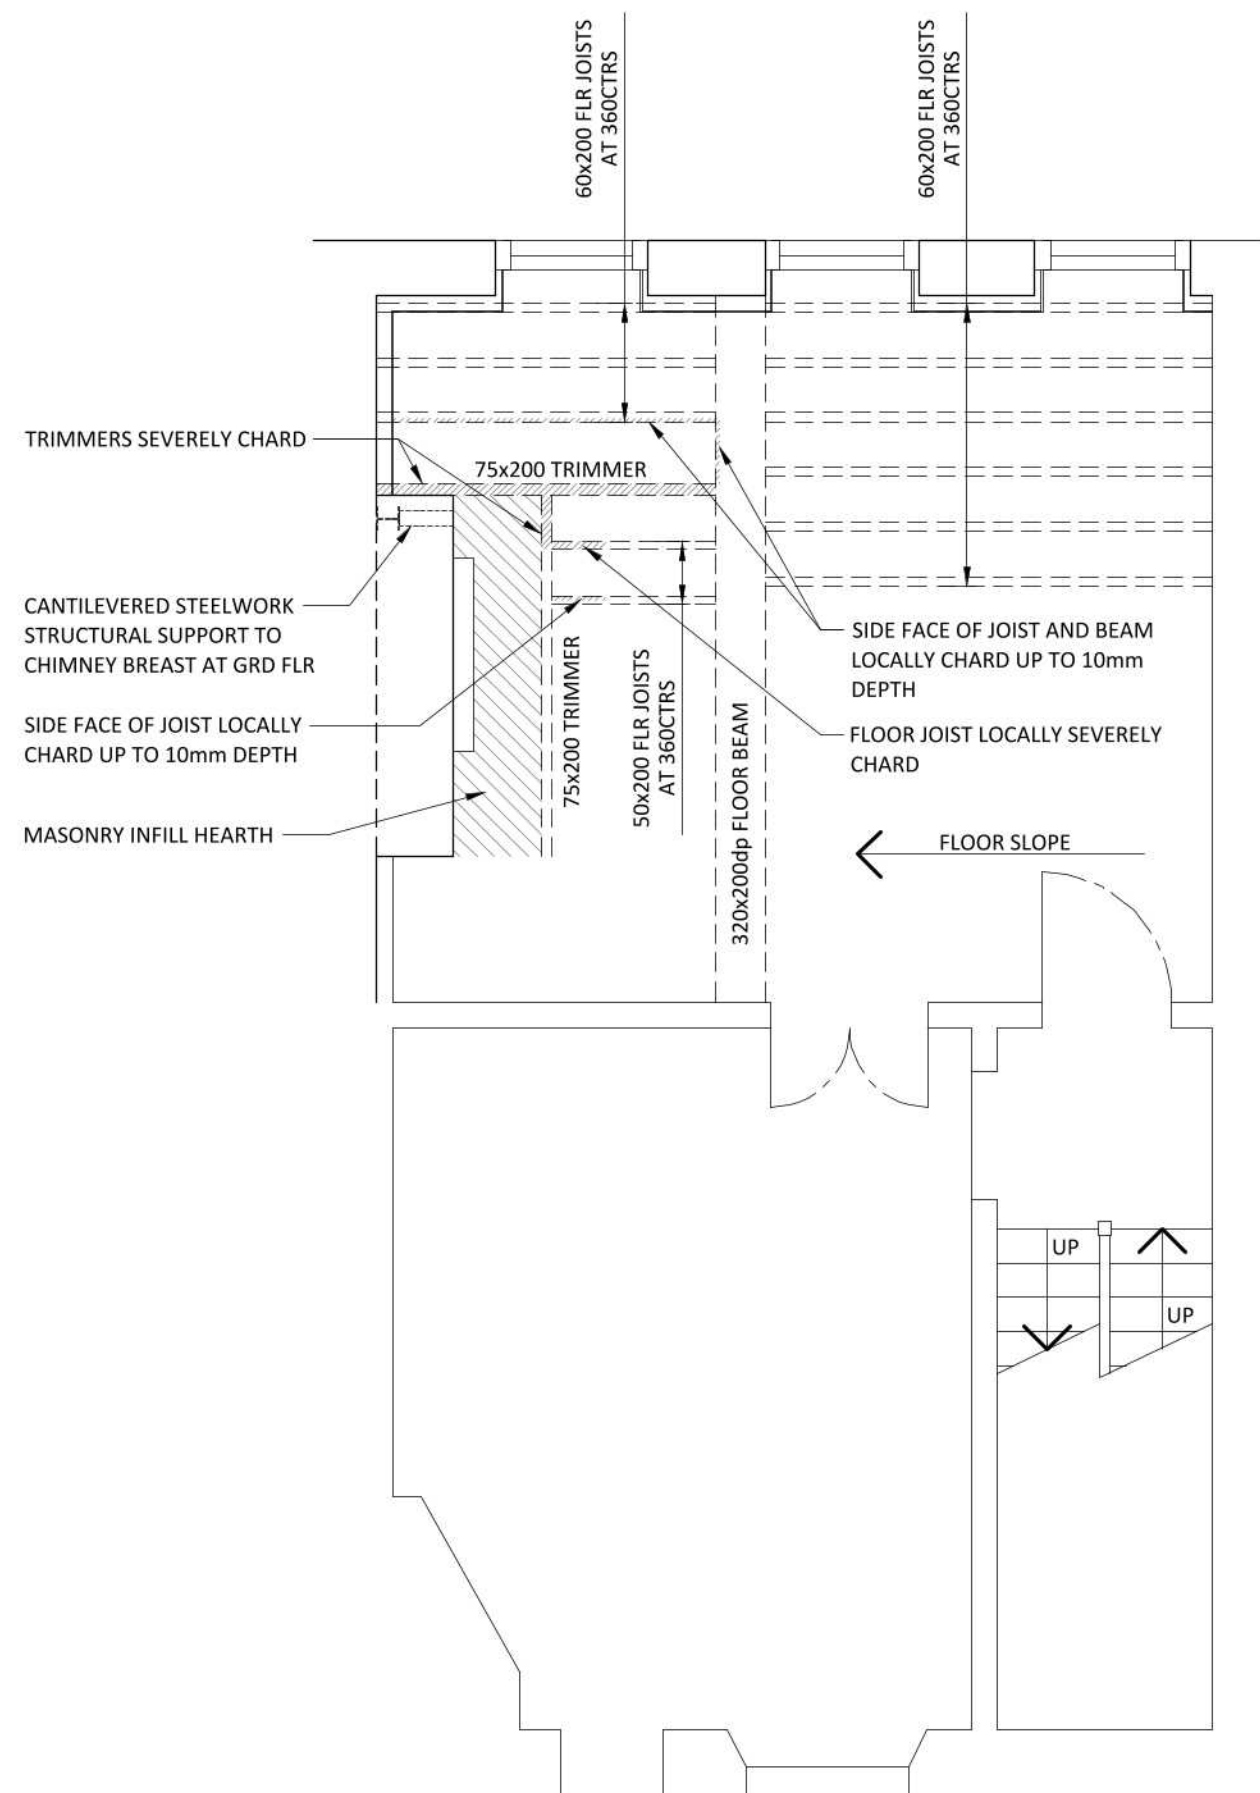 60x200 FLR JOISTS
AT 360CTRS
60x200 FLR JOISTS
AT 360CTRS
TRIMMERS SEVERELY CHARD
75x200 TRIMMER
CANTILEVERED STEELWORK
STRUCTURAL SUPPORT TO
CHIMNEY BREAST AT GRD FLR
SIDE FACE OF JOIST LOCALLY
CHARD UP TO 10mm DEPTH
MASONRY INFILL HEARTH
75x200 TRIMMER
50x200 FLR JOISTS
AT 360CTRS
320x200dp FLOOR BEAM
SIDE FACE OF JOIST AND BEAM
LOCALLY CHARD UP TO 10mm
DEPTH
FLOOR JOIST LOCALLY SEVERELY
CHARD
FLOOR SLOPE
UP
UP